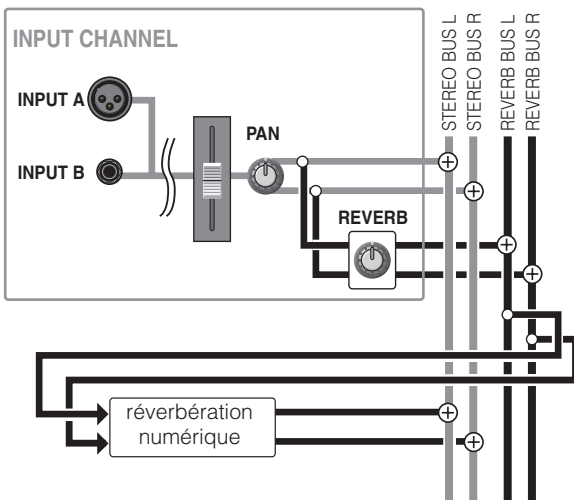 INPUT CHANNEL
INPUT A
INPUT B
PAN
REVERB
STEREO BUS L
STEREO BUS R
REVERB BUS L
REVERB BUS R
réverbération
numérique